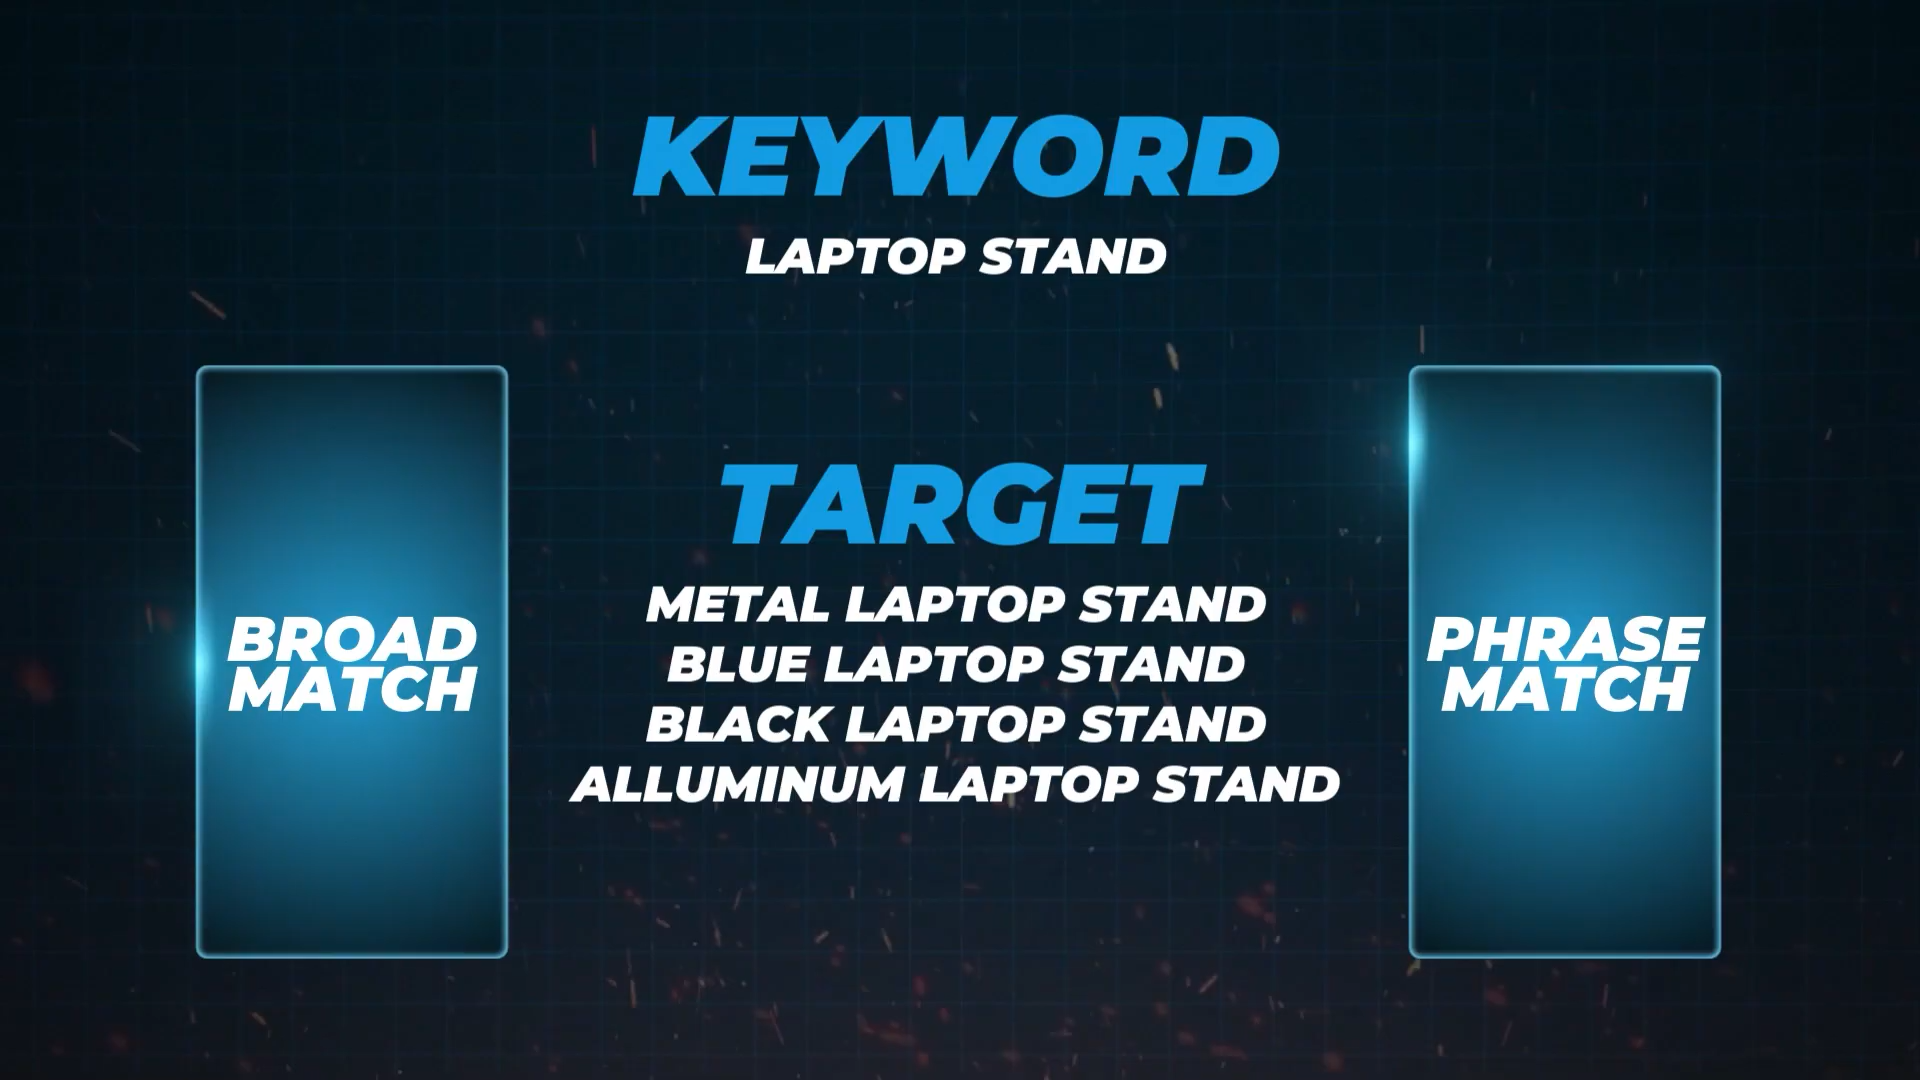 KEYWORD
LAPTOP STAND
BROAD
MATCH
TARGET
METAL LAPTOP STAND
BLUE LAPTOP STAND
BLACK LAPTOP STAND
ALLUMINUM LAPTOP STAND
PHRASE
MATCH